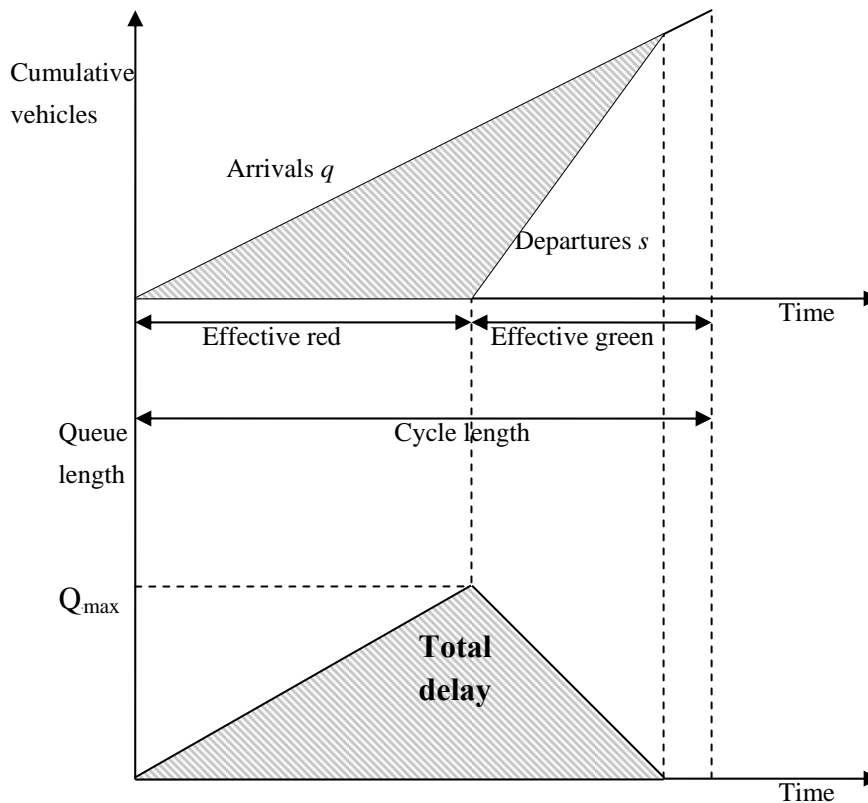 Cumulative
vehicles
Arrivals q
Departures s
Time
Effective red
Effective green
Cycle length
Queue
length
Qmax
Total
delay
Time